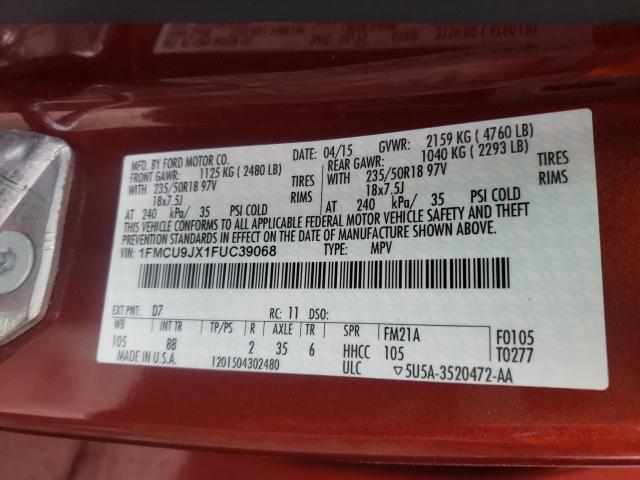 MFD. BY FORD MOTOR CO. DATE: 04/15 GVWR: 2159 KG ( 4760 LB)
FRONT GAWR: 1125 KG ( 2480 LB) REAR GAWR: 1040 KG ( 2293 LB)
WITH 235/50R18 97V TIRES WITH 235/50R18 97V TIRES
18x7.5J RIMS 18x7.5J RIMS
AT 240 kPa/ 35 PSI COLD AT 240 kPa/ 35 PSI COLD
THIS VEHICLE CONFORMS TO ALL APPLICABLE FEDERAL MOTOR VEHICLE SAFETY AND THEFT
PREVENTION STANDARDS IN EFFECT ON THE DATE OF MANUFACTURE SHOWN ABOVE.
VIN: 1FMCU9JX1FUC39068 TYPE: MPV
EXT PNT: D7 RC: 11 DSO: FM21A F0105
WB INT TR TP/PS R AXLE TR SPR HHCC 105 T0277
105 8B 2 35 6 ULC ▽5U5A-3520472-AA
MADE IN U.S.A. 1201504302480